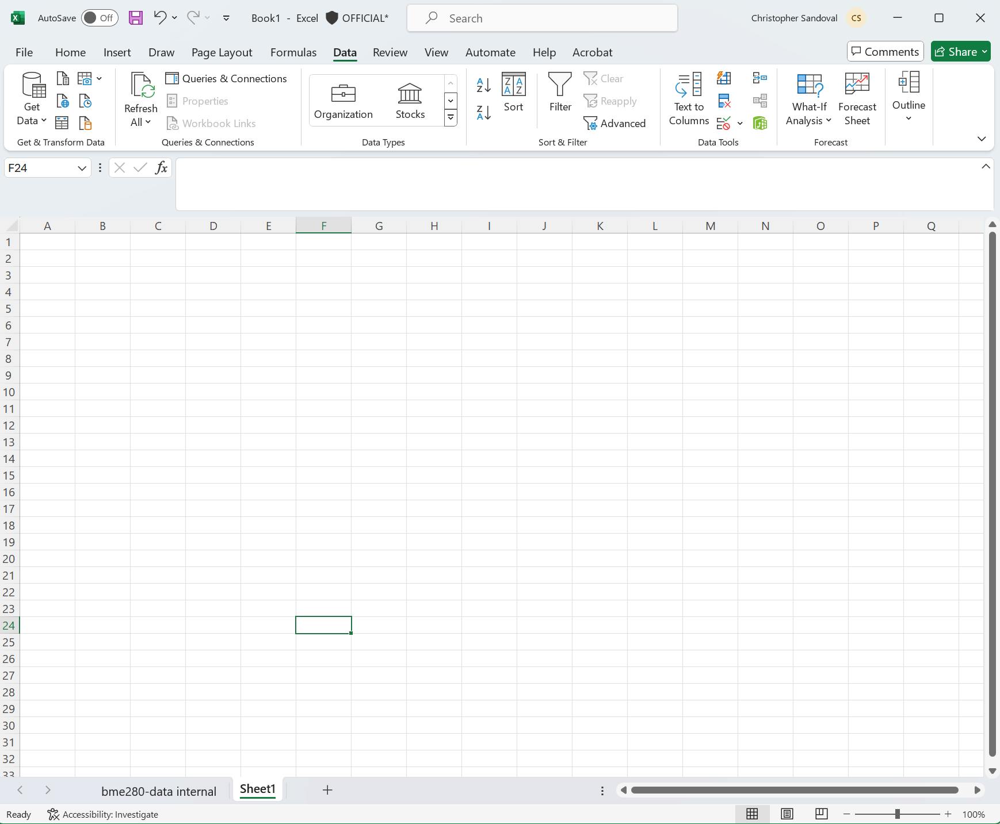 AutoSave Off Book1 - Excel OFFICIAL* Search Christopher Sandoval CS
File Home Insert Draw Page Layout Formulas Data Review View Automate Help Acrobat Comments Share
Get Data
Refresh All
Queries & Connections
Properties
Workbook Links
Organization Stocks
Sort
Filter
Clear
Reapply
Advanced
Text to Columns
What-If Analysis
Forecast Sheet
Outline
Get & Transform Data Queries & Connections Data Types Sort & Filter Data Tools Forecast
F24 fx
A B C D E F G H I J K L M N O P Q
1
2
3
4
5
6
7
8
9
10
11
12
13
14
15
16
17
18
19
20
21
22
23
24
25
26
27
28
29
30
31
32
33
bme280-data internal Sheet1
Ready Accessibility: Investigate 100%